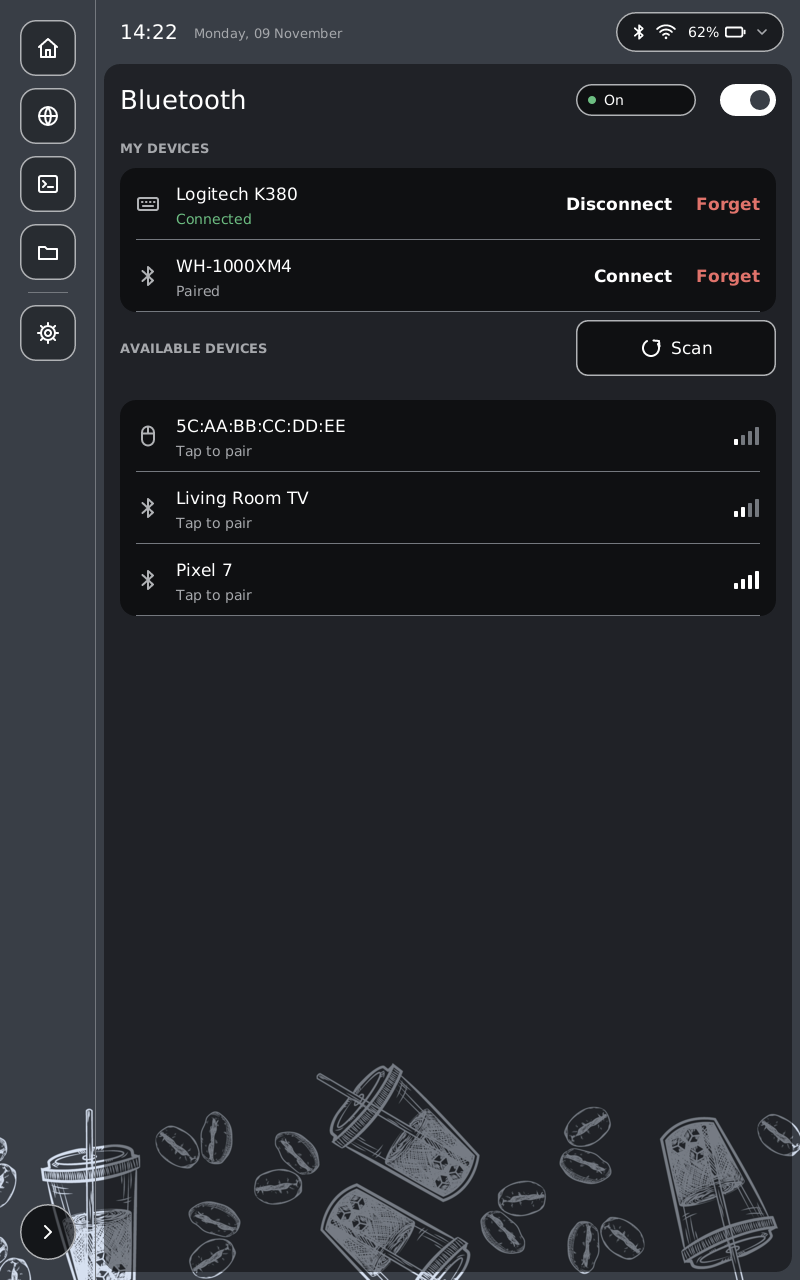 14:22 Monday, 09 November 62%
Bluetooth On
MY DEVICES
Logitech K380
Connected
Disconnect Forget
WH-1000XM4
Paired
Connect Forget
AVAILABLE DEVICES Scan
5C:AA:BB:CC:DD:EE
Tap to pair
Living Room TV
Tap to pair
Pixel 7
Tap to pair